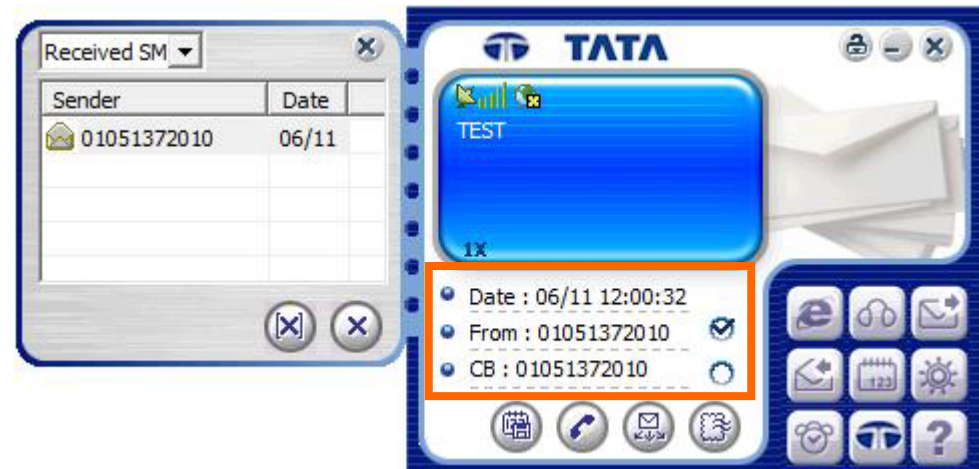 Received SM
Sender Date
01051372010 06/11
TATA
TEST
1X
Date : 06/11 12:00:32
From : 01051372010
CB : 01051372010
123
?